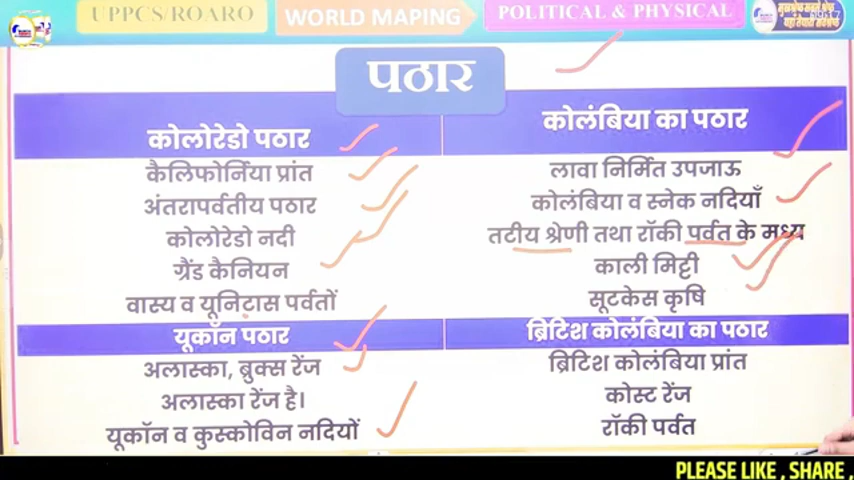 UPPCS/ROARO
WORLD MAPING
POLITICAL & PHYSICAL
पठार
कोलोरेडो पठार
कैलिफोर्निया प्रांत
अंतरापर्वतीय पठार
कोलोरेडो नदी
ग्रैंड कैनियन
वास्य व यूनिटास पर्वतों
कोलंबिया का पठार
लावा निर्मित उपजाऊ
कोलंबिया व स्नेक नदियाँ
तटीय श्रेणी तथा रॉकी पर्वत के मध्य
काली मिट्टी
सूटकेस कृषि
यूकॉन पठार
अलास्का, ब्रुक्स रेंज
अलास्का रेंज है।
यूकॉन व कुस्कोविन नदियों
ब्रिटिश कोलंबिया का पठार
ब्रिटिश कोलंबिया प्रांत
कोस्ट रेंज
रॉकी पर्वत
PLEASE LIKE , SHARE ,